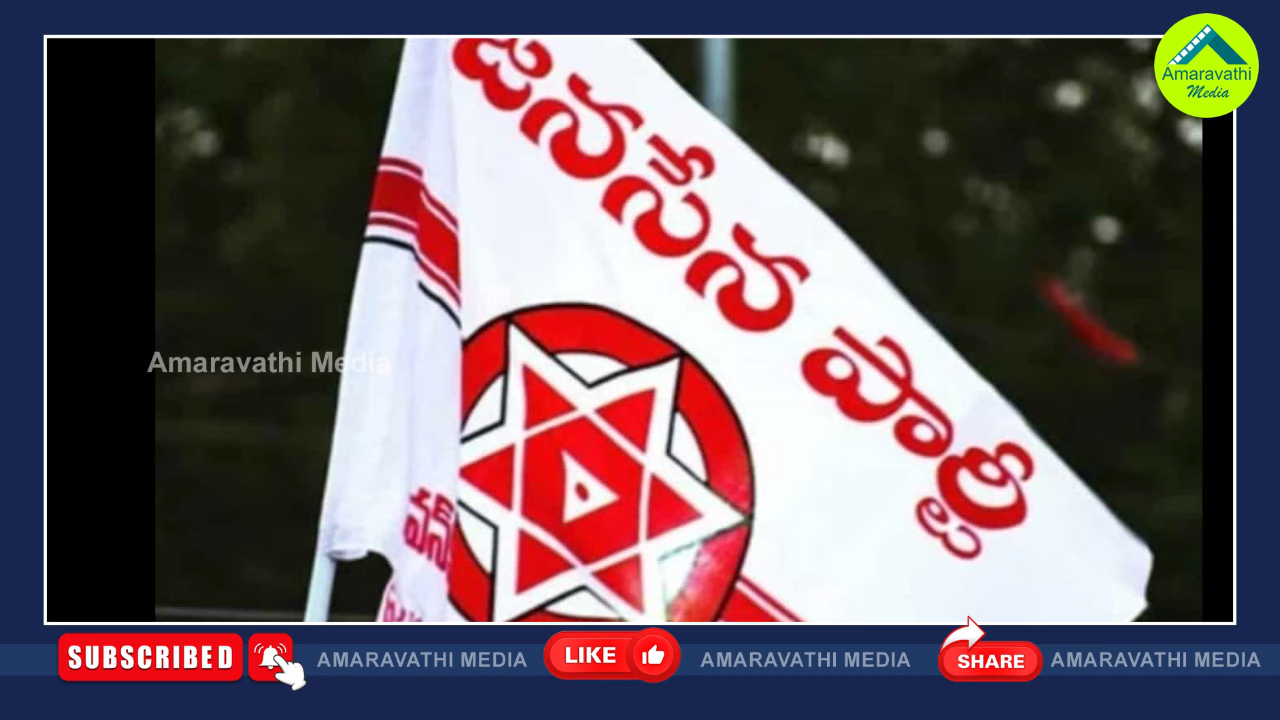 Amaravathi
Media
జనసేన పార్టీ
Amaravathi Media
SUBSCRIBED
AMARAVATHI MEDIA
LIKE
AMARAVATHI MEDIA
SHARE
AMARAVATHI MEDIA